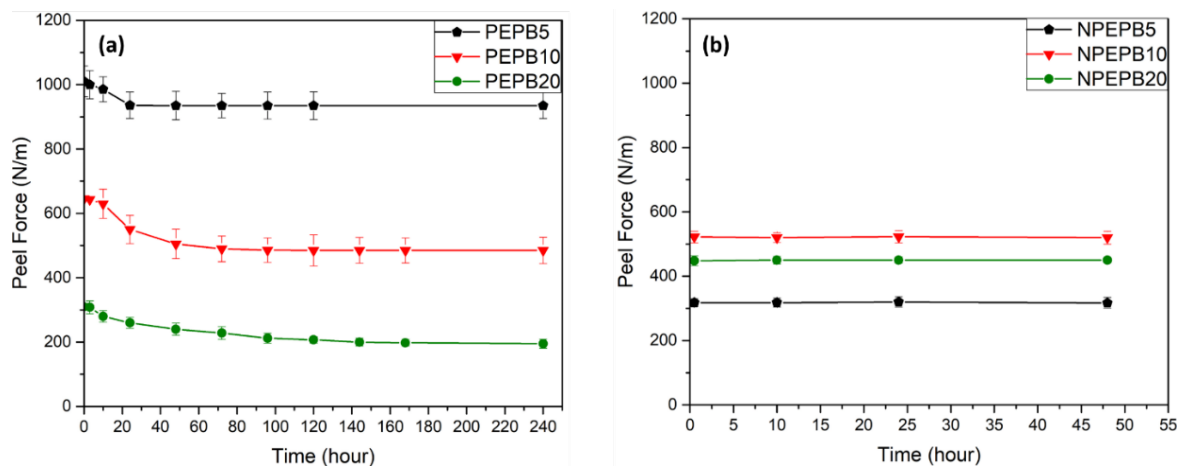 (a)
PEPB5
PEPB10
PEPB20
Peel Force (N/m)
1200
1000
800
600
400
200
0
0 20 40 60 80 100 120 140 160 180 200 220 240
Time (hour)
(b)
NPEPB5
NPEPB10
NPEPB20
Peel Force (N/m)
1200
1000
800
600
400
200
0
0 5 10 15 20 25 30 35 40 45 50 55
Time (hour)